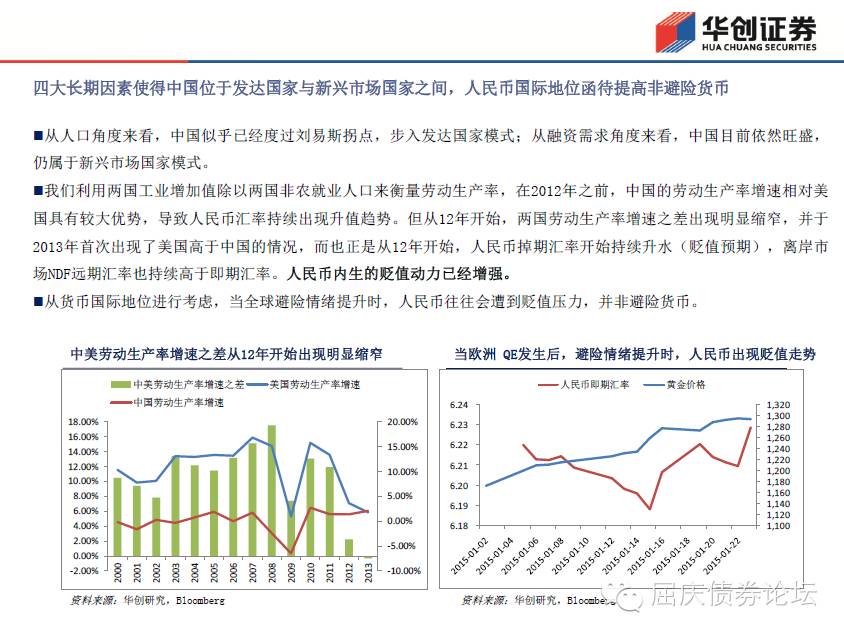 华创证券
HUA CHUANG SECURITIES
四大长期因素使得中国位于发达国家与新兴市场国家之间，人民币国际地位函待提高非避险货币
■从人口角度来看，中国似乎已经度过刘易斯拐点，步入发达国家模式；从融资需求角度来看，中国目前依然旺盛，
仍属于新兴市场国家模式。
■我们利用两国工业增加值除以两国非农就业人口来衡量劳动生产率，在2012年之前，中国的劳动生产率增速相对美
国具有较大优势，导致人民币汇率持续出现升值趋势。但从12年开始，两国劳动生产率增速之差出现明显缩窄，并于
2013年首次出现了美国高于中国的情况，而也正是从12年开始，人民币掉期汇率开始持续升水（贬值预期），离岸市
场NDF远期汇率也持续高于即期汇率。人民币内生的贬值动力已经增强。
■从货币国际地位进行考虑，当全球避险情绪提升时，人民币往往会遭到贬值压力，并非避险货币。
中美劳动生产率增速之差从12年开始出现明显缩窄
中美劳动生产率增速之差 美国劳动生产率增速
中国劳动生产率增速
18.00%
16.00%
14.00%
12.00%
10.00%
8.00%
6.00%
4.00%
2.00%
0.00%
-2.00%
20.00%
15.00%
10.00%
5.00%
0.00%
-5.00%
-10.00%
2000 2001 2002 2003 2004 2005 2006 2007 2008 2009 2010 2011 2012 2013
资料来源：华创研究，Bloomberg
当欧洲 QE发生后，避险情绪提升时，人民币出现贬值走势
人民币即期汇率 黄金价格
6.24
6.23
6.22
6.21
6.20
6.19
6.18
1,320
1,300
1,280
1,260
1,240
1,220
1,200
1,180
1,160
1,140
1,120
1,100
2015-01-02 2015-01-04 2015-01-06 2015-01-08 2015-01-10 2015-01-12 2015-01-14 2015-01-16 2015-01-18 2015-01-20 2015-01-22
资料来源：华创研究，Bloomberg
屈庆债券论坛